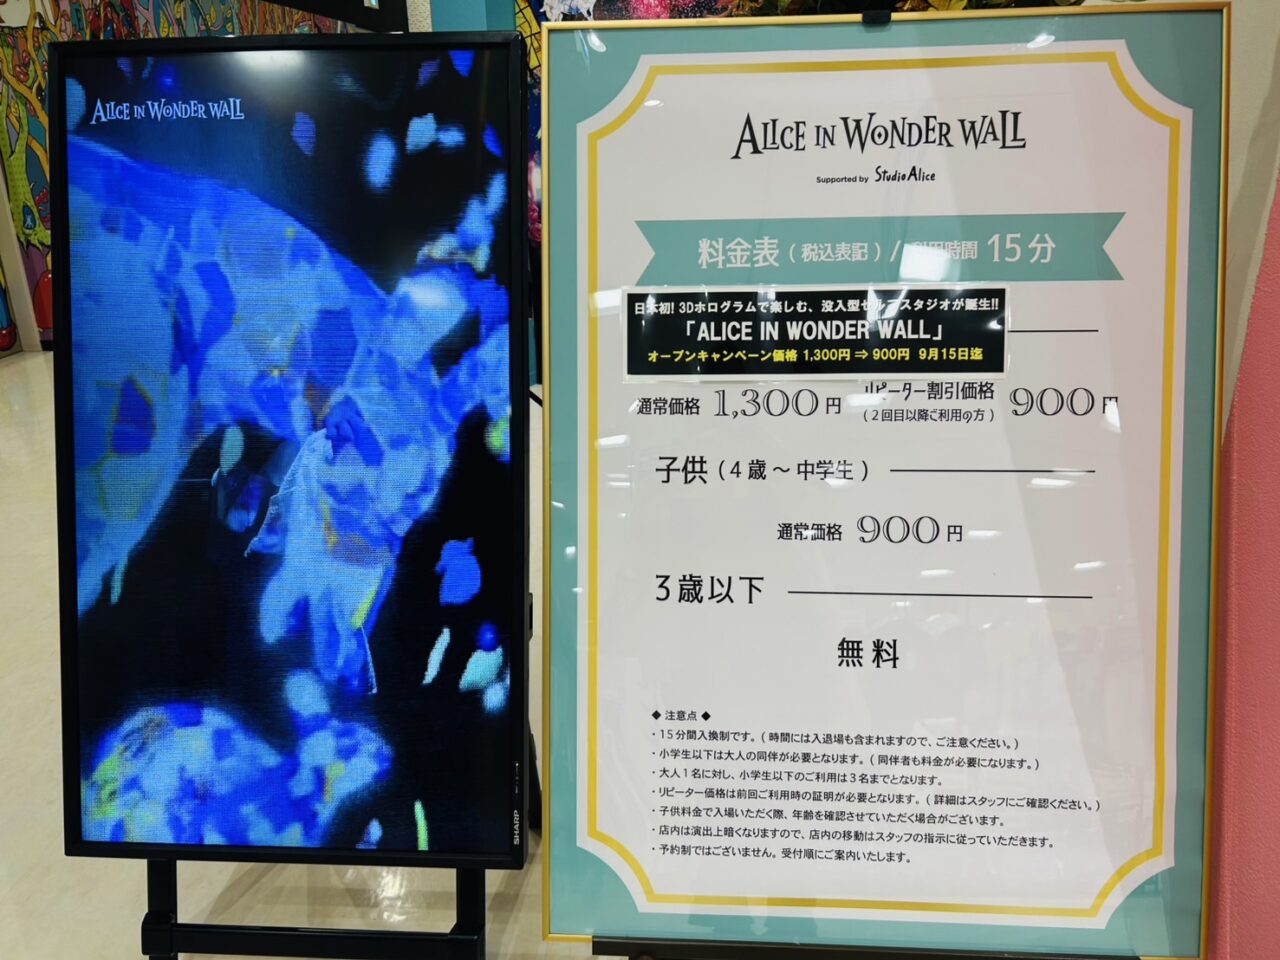 ALICE IN WONDER WALL
SHARP
ALICE IN WONDER WALL
Supported by Studio Alice
料金表(税込表記)/利用時間 15分
日本初!3Dホログラムで楽しむ、没入型セルフスタジオが誕生!!
「ALICE IN WONDER WALL」
オープンキャンペーン価格 1,300円⇒900円 9月15日迄
通常価格 1,300円 リピーター割引価格 900円
(2回目以降ご利用の方)
子供(4歳～中学生)
通常価格 900円
3歳以下
無料
◆ 注意点 ◆
・15分間入換制です。(時間には入退場も含まれますので、ご注意ください。)
・小学生以下は大人の同伴が必要となります。(同伴者も料金が必要になります。)
・大人1名に対し、小学生以下のご利用は3名までとなります。
・リピーター価格は前回ご利用時の証明が必要となります。(詳細はスタッフにご確認ください。)
・子供料金で入場いただく際、年齢を確認させていただく場合がございます。
・店内は演出上暗くなりますので、店内の移動はスタッフの指示に従っていただきます。
・予約制ではございません。受付順にご案内いたします。